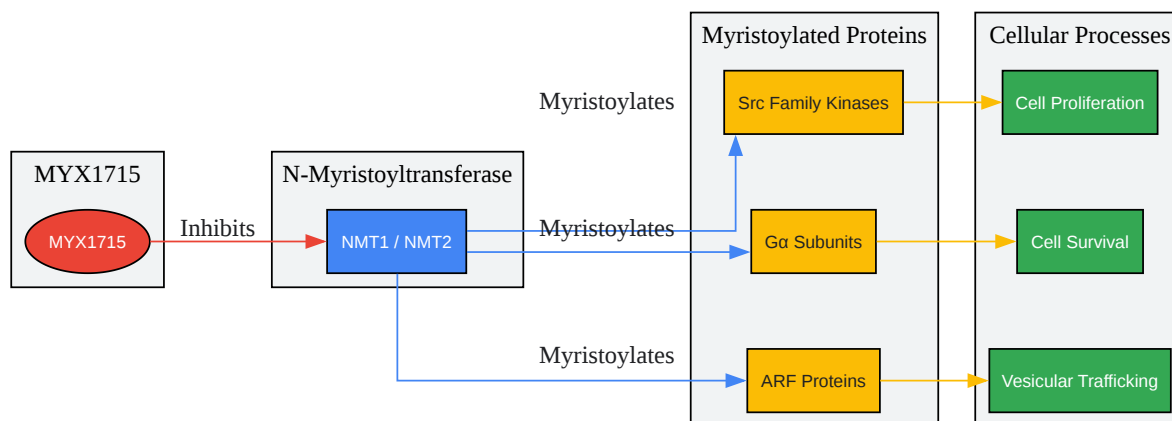 MYX1715
MYX1715
Inhibits
N-Myristoyltransferase
NMT1 / NMT2
Myristoylates
Myristoylates
Myristoylates
Myristoylated Proteins
Src Family Kinases
Gα Subunits
ARF Proteins
Cellular Processes
Cell Proliferation
Cell Survival
Vesicular Trafficking